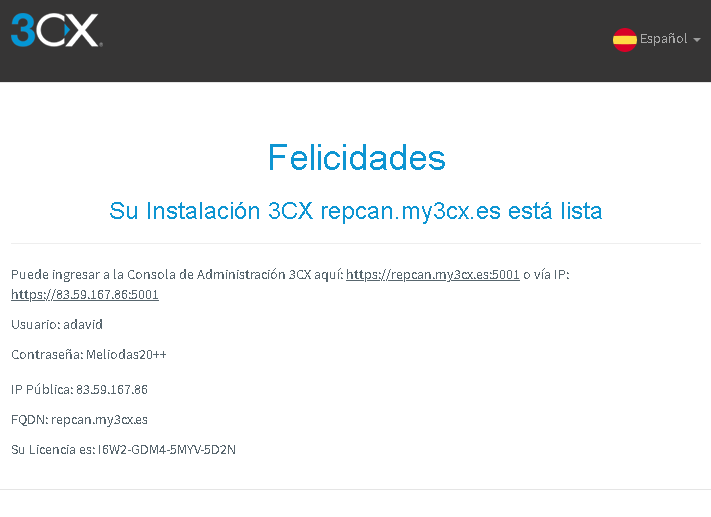 3CX
Español
Felicidades
Su Instalación 3CX repcan.my3cx.es está lista
Puede ingresar a la Consola de Administración 3CX aquí: https://repcan.my3cx.es:5001 o vía IP:
https://83.59.167.86:5001
Usuario: adavid
Contraseña: Meliodas20++
IP Pública: 83.59.167.86
FQDN: repcan.my3cx.es
Su Licencia es: I6W2-GDM4-5MYV-5D2N